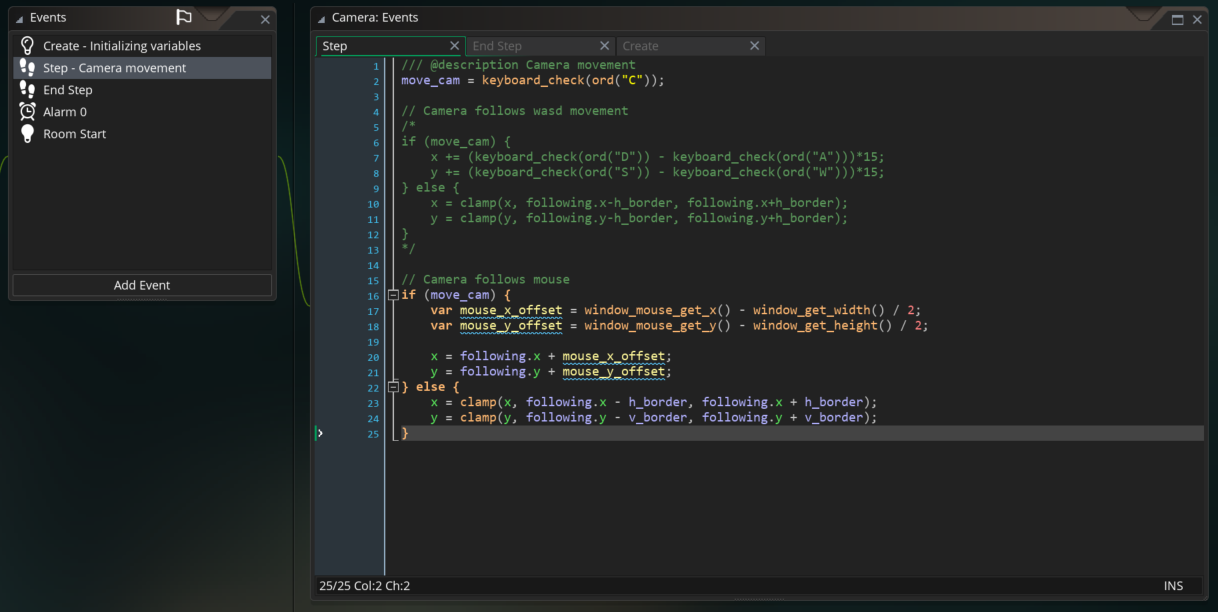 Events
Create - Initializing variables
Step - Camera movement
End Step
Alarm 0
Room Start
Add Event
Camera: Events
Step
End Step
Create
1 /// @description Camera movement
2 move_cam = keyboard_check(ord("C"));
3
4 // Camera follows wasd movement
5 /*
6 if (move_cam) {
7 x += (keyboard_check(ord("D")) - keyboard_check(ord("A")))*15;
8 y += (keyboard_check(ord("S")) - keyboard_check(ord("W")))*15;
9 } else {
10 x = clamp(x, following.x-h_border, following.x+h_border);
11 y = clamp(y, following.y-h_border, following.y+h_border);
12 }
13 */
14
15 // Camera follows mouse
16 if (move_cam) {
17 var mouse_x_offset = window_mouse_get_x() - window_get_width() / 2;
18 var mouse_y_offset = window_mouse_get_y() - window_get_height() / 2;
19
20 x = following.x + mouse_x_offset;
21 y = following.y + mouse_y_offset;
22 } else {
23 x = clamp(x, following.x - h_border, following.x + h_border);
24 y = clamp(y, following.y - v_border, following.y + v_border);
25 }
25/25 Col:2 Ch:2
INS